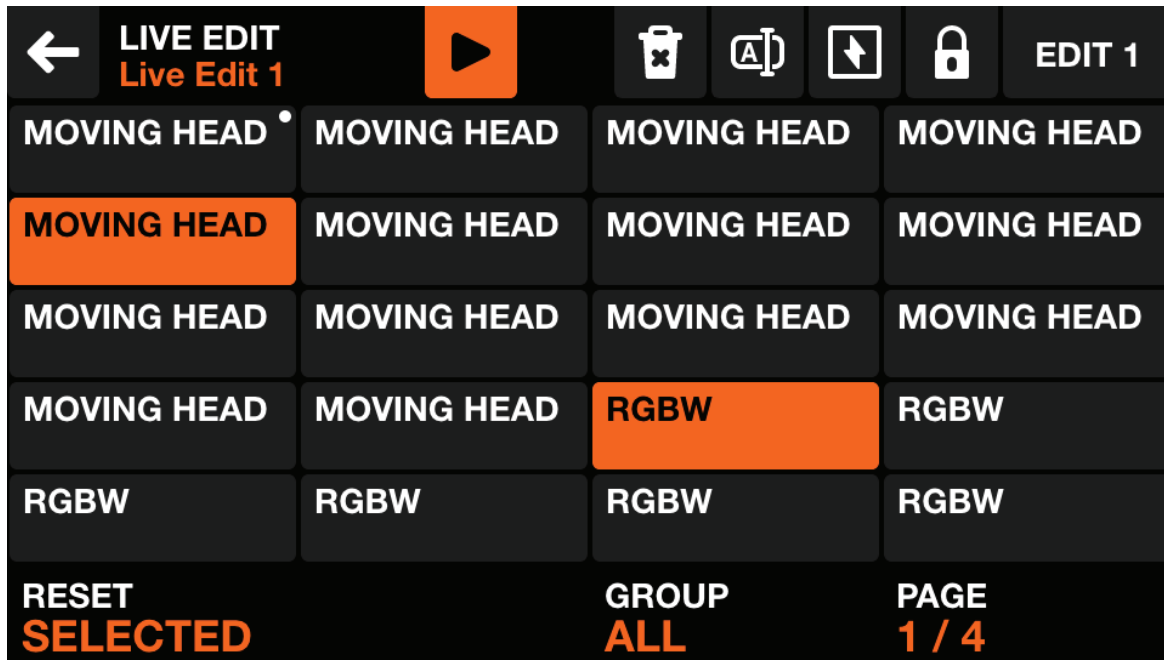 LIVE EDIT
Live Edit 1
A
EDIT 1
MOVING HEAD MOVING HEAD MOVING HEAD MOVING HEAD
MOVING HEAD MOVING HEAD MOVING HEAD MOVING HEAD
MOVING HEAD MOVING HEAD MOVING HEAD MOVING HEAD
MOVING HEAD MOVING HEAD RGBW RGBW
RGBW RGBW RGBW RGBW
RESET GROUP PAGE
SELECTED ALL 1 / 4